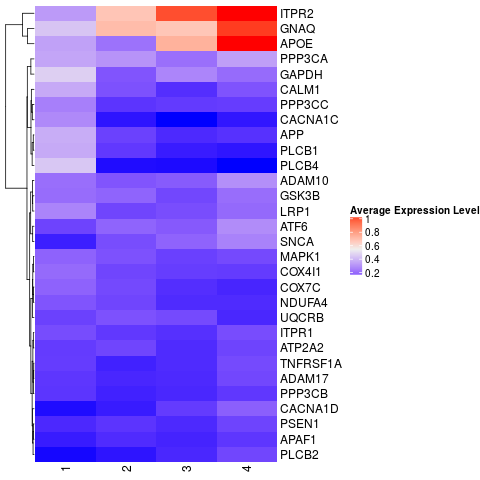 ITPR2
GNAQ
APOE
PPP3CA
GAPDH
CALM1
PPP3CC
CACNA1C
APP
PLCB1
PLCB4
ADAM10
GSK3B
LRP1
ATF6
SNCA
MAPK1
COX4I1
COX7C
NDUFA4
UQCRB
ITPR1
ATP2A2
TNFRSF1A
ADAM17
PPP3CB
CACNA1D
PSEN1
APAF1
PLCB2
1 2 3 4
Average Expression Level
1
0.8
0.6
0.4
0.2